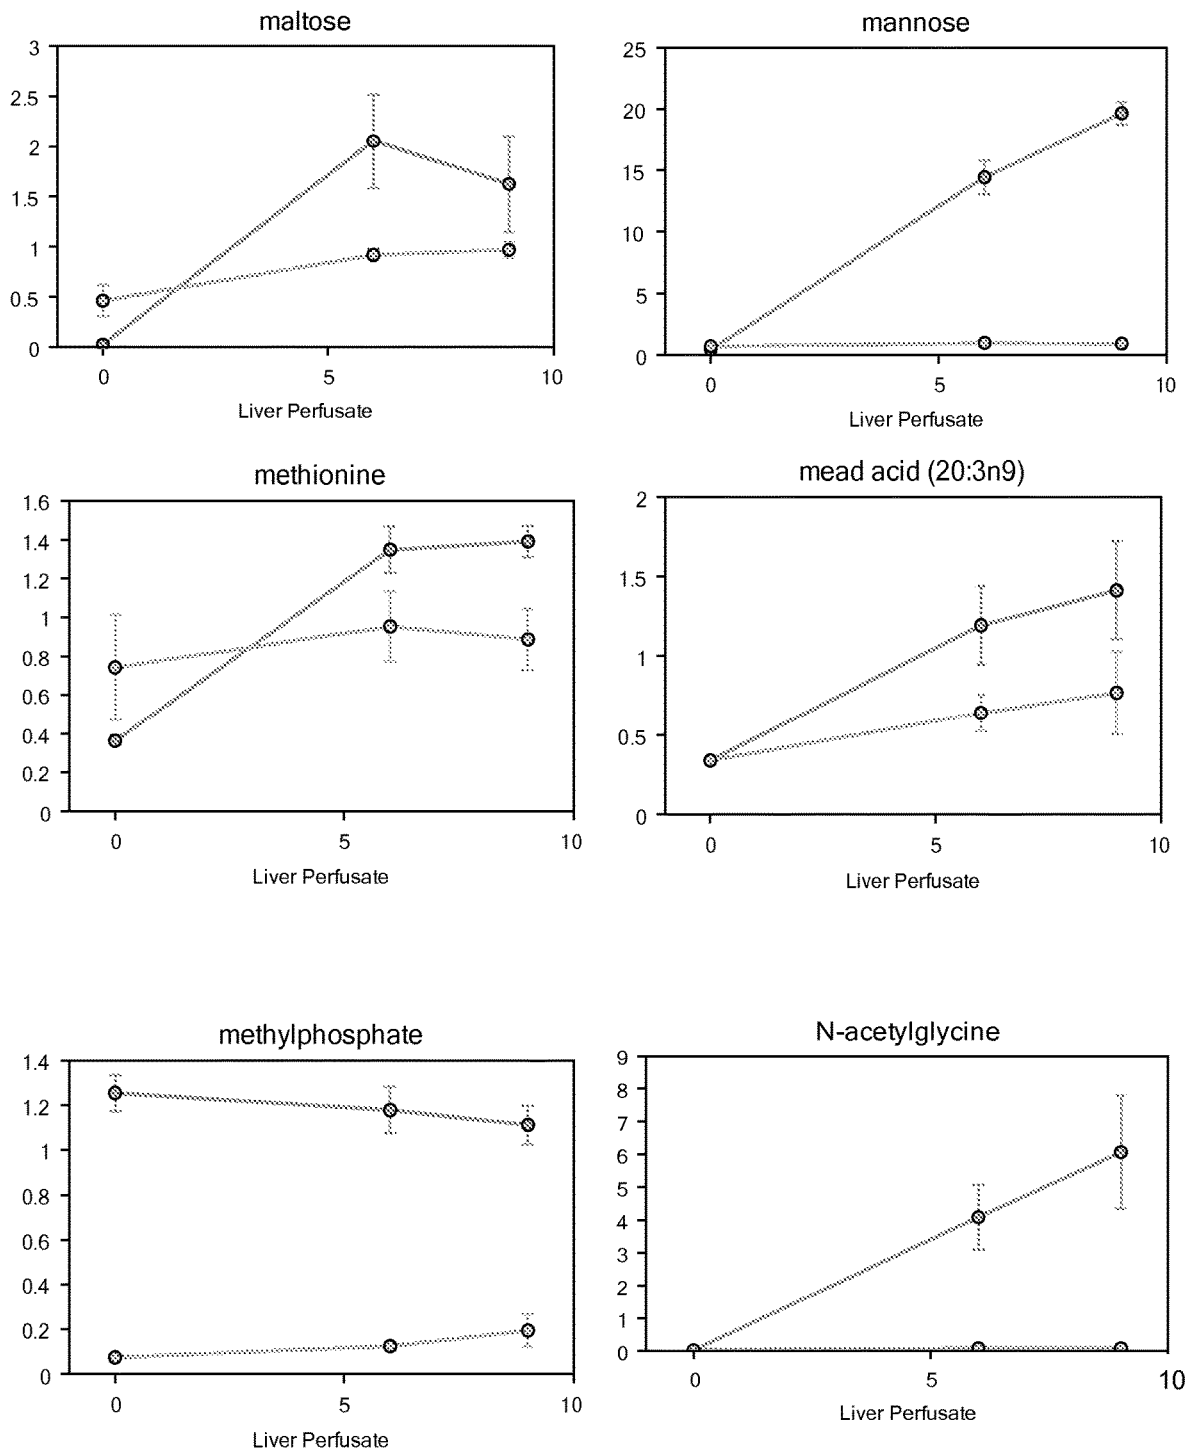 maltose
3
2.5
2
1.5
1
0.5
0
0 5 10
Liver Perfusate
mannose
25
20
15
10
5
0
0 5 10
Liver Perfusate
methionine
1.6
1.4
1.2
1
0.8
0.6
0.4
0.2
0
0 5 10
Liver Perfusate
mead acid (20:3n9)
2
1.5
1
0.5
0
0 5 10
Liver Perfusate
methylphosphate
1.4
1.2
1
0.8
0.6
0.4
0.2
0
0 5 10
Liver Perfusate
N-acetylglycine
9
8
7
6
5
4
3
2
1
0
0 5 10
Liver Perfusate